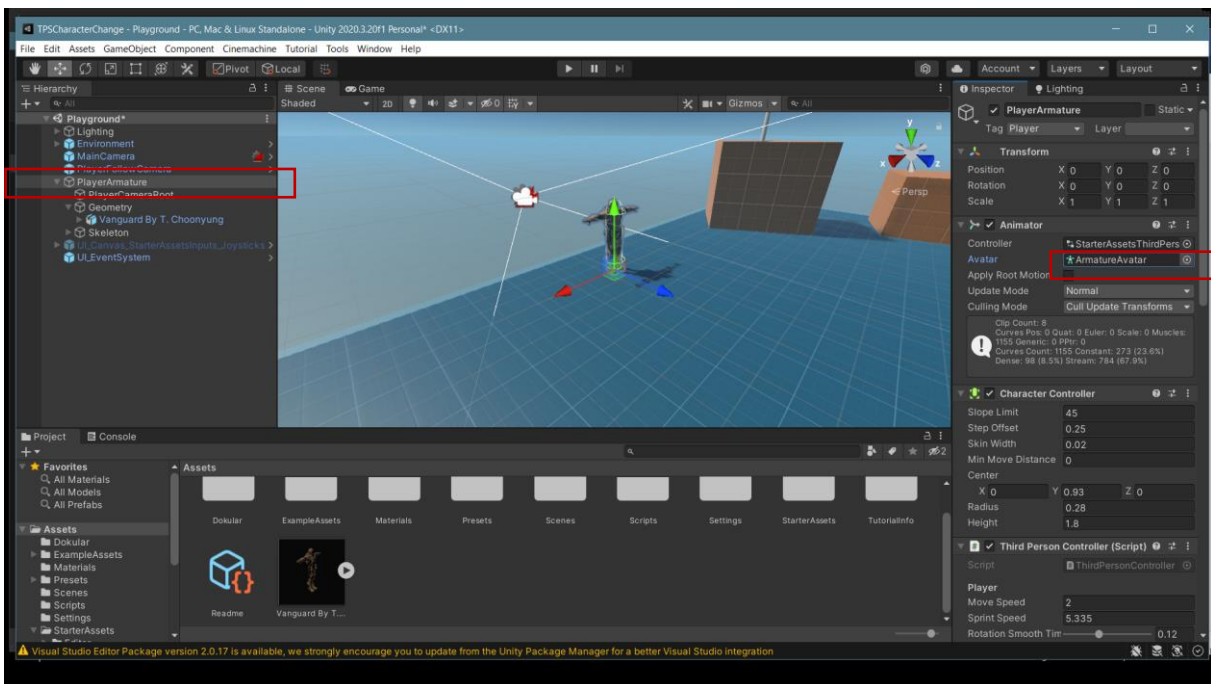 TPSCharacterChange - Playground - PC, Mac & Linux Standalone - Unity 2020.3.20f1 Personal* <DX11>
File Edit Assets GameObject Component Cinemachine Tutorial Tools Window Help
Pivot Local Account Layers Layout
Hierarchy
All
Playground*
Lighting
Environment
MainCamera
PlayerFollowCamera
PlayerArmature
PlayerCameraRoot
Geometry
Vanguard By T. Choonyung
Skeleton
UI_Canvas_StarterAssetsInputs_Joysticks
UI_EventSystem
Scene Game
Shaded 2D 0 Gizmos All
y
x z
Persp
Inspector Lighting
PlayerArmature Static
Tag Player Layer
Transform
Position X 0 Y 0 Z 0
Rotation X 0 Y 0 Z 0
Scale X 1 Y 1 Z 1
Animator
Controller StarterAssetsThirdPers
Avatar ArmatureAvatar
Apply Root Motion
Update Mode Normal
Culling Mode Cull Update Transforms
Clip Count: 8
Curves Pos: 0 Quat: 0 Euler: 0 Scale: 0 Muscles:
1155 Generic: 0 PPtr: 0
Curves Count: 1155 Constant: 273 (23.6%)
Dense: 98 (8.5%) Stream: 784 (67.9%)
Character Controller
Slope Limit 45
Step Offset 0.25
Skin Width 0.02
Min Move Distance 0
Center
X 0 Y 0.93 Z 0
Radius 0.28
Height 1.8
Third Person Controller (Script)
Script ThirdPersonController
Player
Move Speed 2
Sprint Speed 5.335
Rotation Smooth Tim 0.12
Project Console
2
Favorites
All Materials
All Models
All Prefabs
Assets
Dokular
ExampleAssets
Materials
Presets
Scenes
Scripts
Settings
StarterAssets
Assets
Dokular ExampleAssets Materials Presets Scenes Scripts Settings StarterAssets TutorialInfo
Readme Vanguard By T....
Visual Studio Editor Package version 2.0.17 is available, we strongly encourage you to update from the Unity Package Manager for a better Visual Studio integration